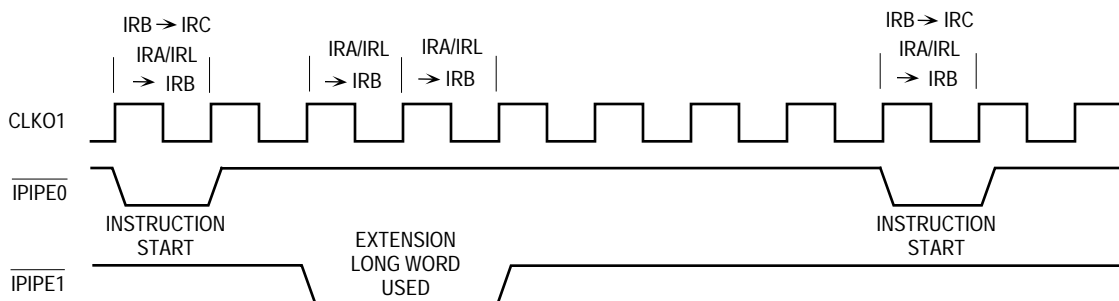 IRB → IRC
IRA/IRL
→ IRB
IRA/IRL
→ IRB
IRA/IRL
→ IRB
IRB → IRC
IRA/IRL
→ IRB
CLKO1
IPIPE0
INSTRUCTION
START
INSTRUCTION
START
IPIPE1
EXTENSION
LONG WORD
USED